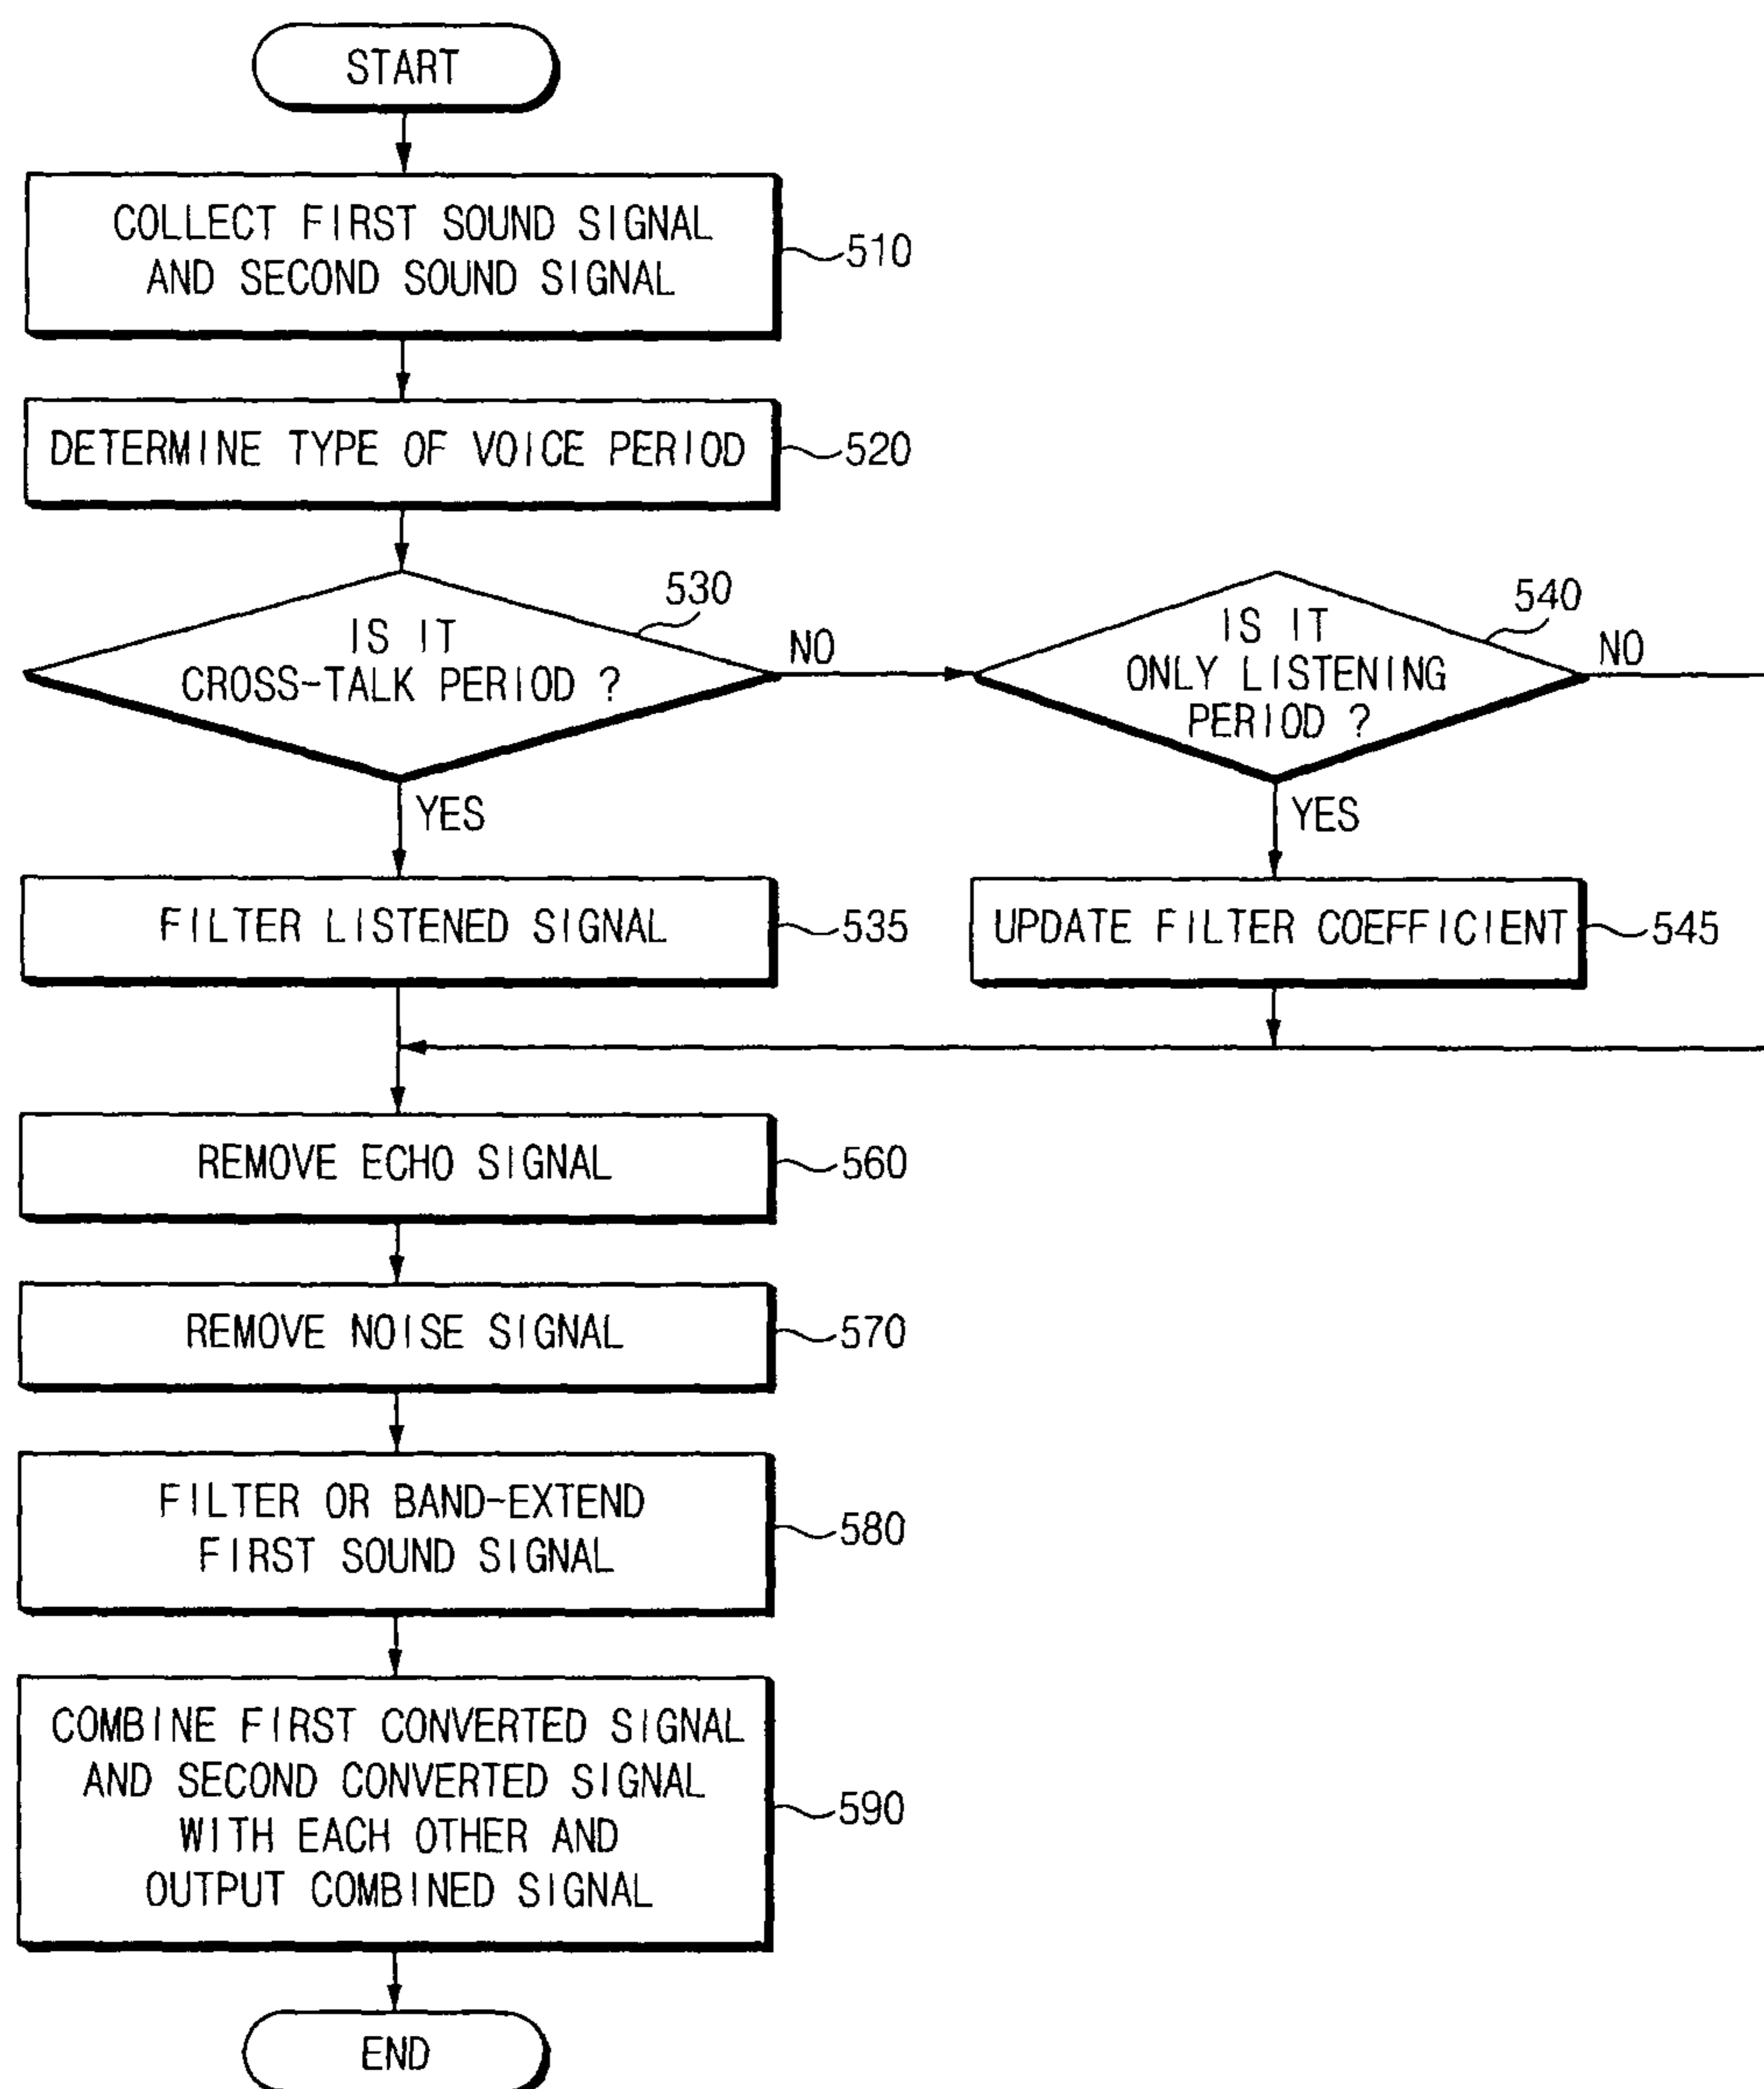 START
COLLECT FIRST SOUND SIGNAL
AND SECOND SOUND SIGNAL
510
DETERMINE TYPE OF VOICE PERIOD
520
530
IS IT
CROSS-TALK PERIOD ?
NO
YES
540
IS IT
ONLY LISTENING
PERIOD ?
NO
YES
FILTER LISTENED SIGNAL
535
UPDATE FILTER COEFFICIENT
545
REMOVE ECHO SIGNAL
560
REMOVE NOISE SIGNAL
570
FILTER OR BAND-EXTEND
FIRST SOUND SIGNAL
580
COMBINE FIRST CONVERTED SIGNAL
AND SECOND CONVERTED SIGNAL
WITH EACH OTHER AND
OUTPUT COMBINED SIGNAL
590
END